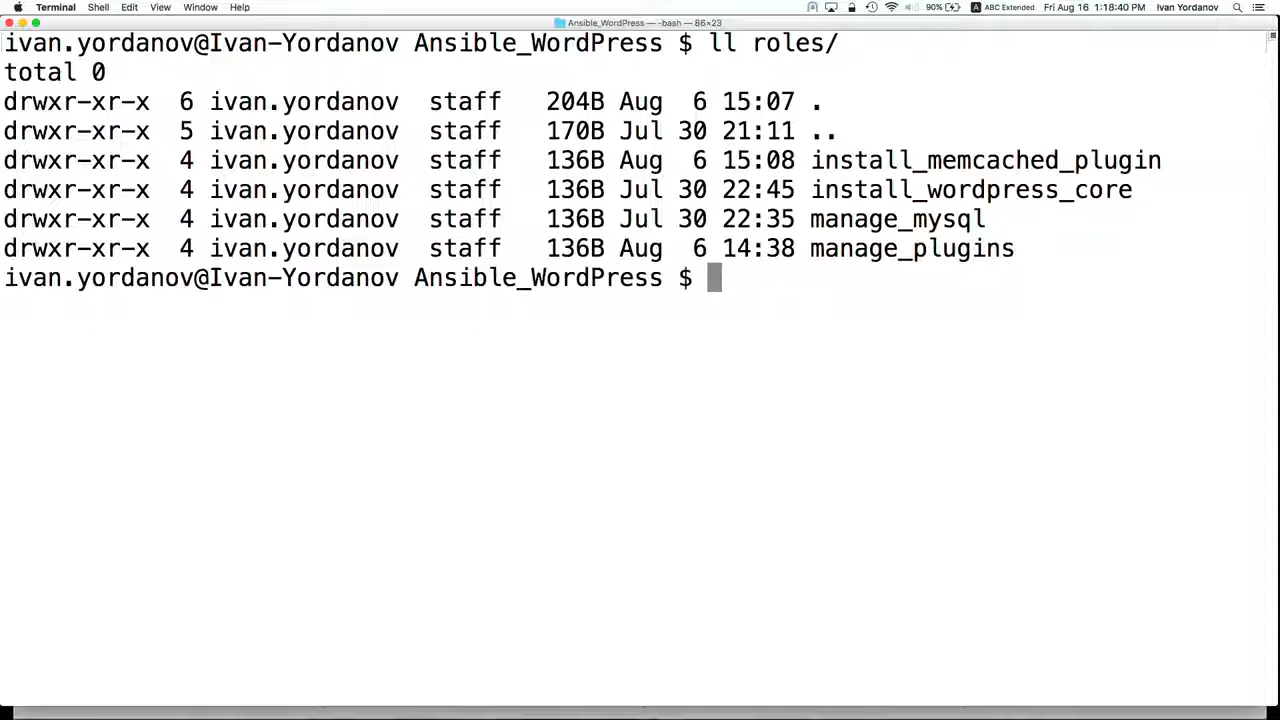 Terminal Shell Edit View Window Help 90% A ABC Extended Fri Aug 16 1:18:40 PM Ivan Yordanov
Ansible_WordPress — -bash — 86×23
ivan.yordanov@Ivan-Yordanov Ansible_WordPress $ ll roles/
total 0
drwxr-xr-x 6 ivan.yordanov staff 204B Aug 6 15:07 .
drwxr-xr-x 5 ivan.yordanov staff 170B Jul 30 21:11 ..
drwxr-xr-x 4 ivan.yordanov staff 136B Aug 6 15:08 install_memcached_plugin
drwxr-xr-x 4 ivan.yordanov staff 136B Jul 30 22:45 install_wordpress_core
drwxr-xr-x 4 ivan.yordanov staff 136B Jul 30 22:35 manage_mysql
drwxr-xr-x 4 ivan.yordanov staff 136B Aug 6 14:38 manage_plugins
ivan.yordanov@Ivan-Yordanov Ansible_WordPress $